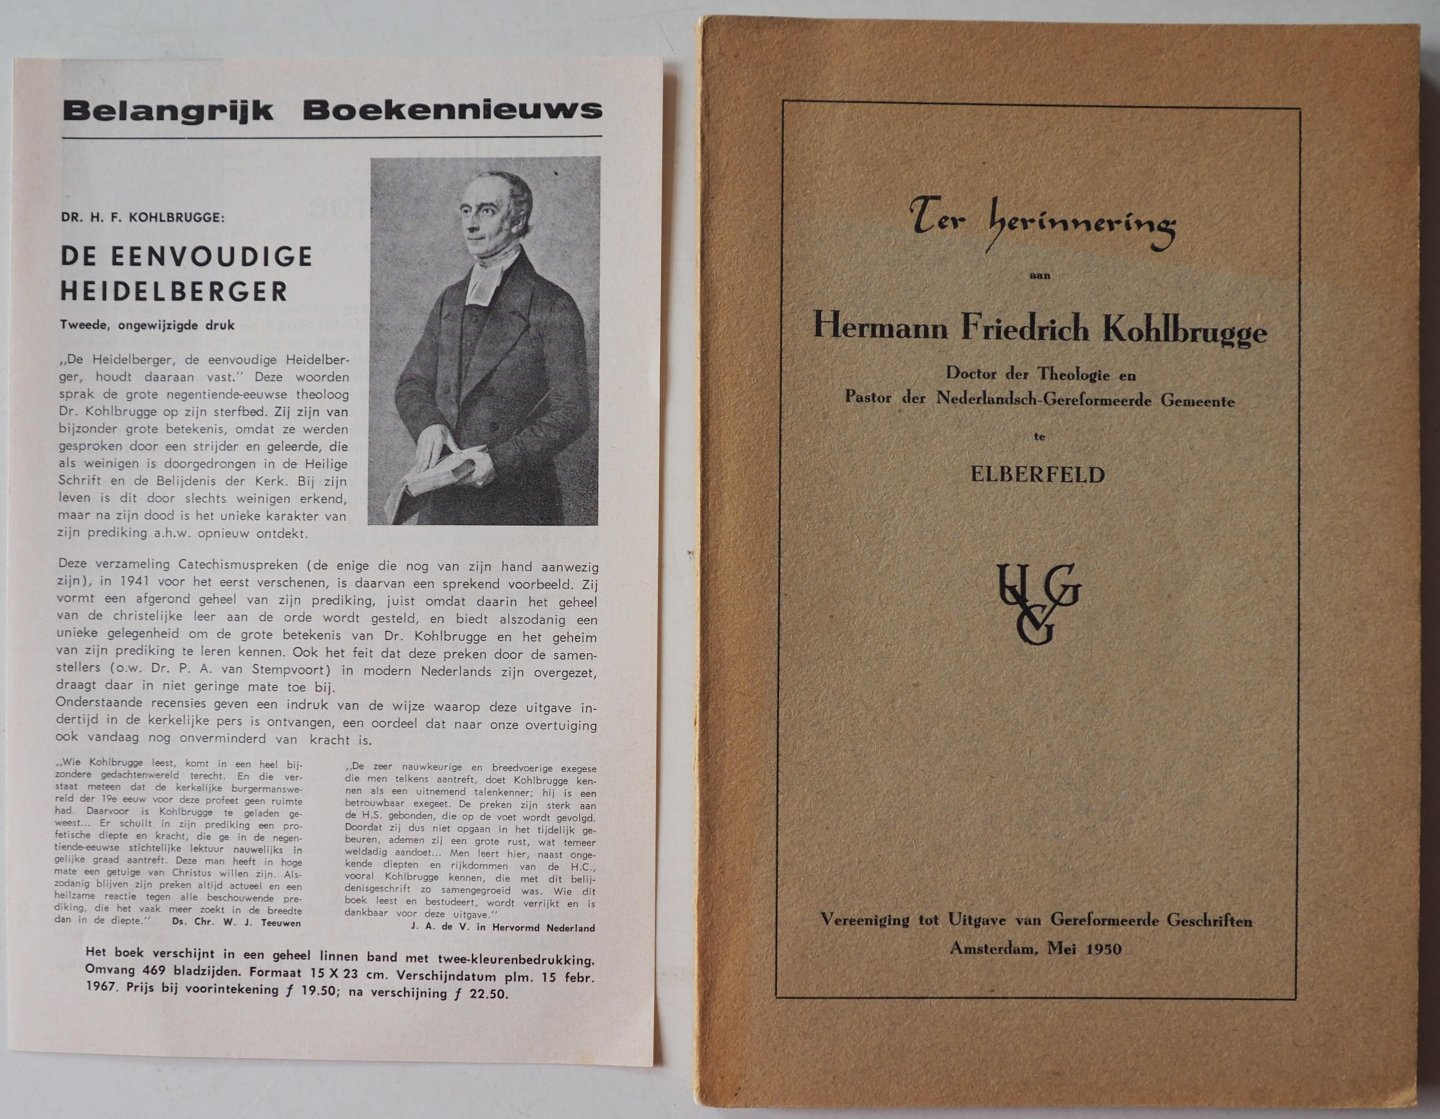 Belangrijk Boekennieuws
DR. H. F. KOHLBRUGGE:
DE EENVOUDIGE
HEIDELBERGER
Tweede, ongewijzigde druk
„De Heidelberger, de eenvoudige Heidelber-
ger, houdt daaraan vast.” Deze woorden
sprak de grote negentiende-eeuwse theoloog
Dr. Kohlbrugge op zijn sterfbed. Zij zijn van
bijzonder grote betekenis, omdat ze werden
gesproken door een strijder en geleerde, die
als weinigen is doorgedrongen in de Heilige
Schrift en de Belijdenis der Kerk. Bij zijn
leven is dit door slechts weinigen erkend,
maar na zijn dood is het unieke karakter van
zijn prediking a.h.w. opnieuw ontdekt.
Deze verzameling Catechismuspreken (de enige die nog van zijn hand aanwezig
zijn), in 1941 voor het eerst verschenen, is daarvan een sprekend voorbeeld. Zij
vormt een afgerond geheel van zijn prediking, juist omdat daarin het geheel
van de christelijke leer aan de orde wordt gesteld, en biedt alszodanig een
unieke gelegenheid om de grote betekenis van Dr. Kohlbrugge en het geheim
van zijn prediking te leren kennen. Ook het feit dat deze preken door de samen-
stellers (o.w. Dr. P. A. van Stempvoort) in modern Nederlands zijn overgezet,
draagt daar in niet geringe mate toe bij.
Onderstaande recensies geven een indruk van de wijze waarop deze uitgave in-
dertijd in de kerkelijke pers is ontvangen, een oordeel dat naar onze overtuiging
ook vandaag nog onverminderd van kracht is.
„Wie Kohlbrugge leest, komt in een heel bij-
zondere gedachtenwereld terecht. En die ver-
staat meteen dat de kerkelijke burgermanswe-
reld der 19e eeuw voor deze profeet geen ruimte
had. Daarvoor is Kohlbrugge te geladen ge-
weest... Er schuilt in zijn prediking een pro-
fetische diepte en kracht, die ge in de negen-
tiende-eeuwse stichtelijke lektuur nauwelijks in
gelijke graad aantreft. Deze man heeft in hoge
mate een getuige van Christus willen zijn. Als-
zodanig blijven zijn preken altijd actueel en een
heilzame reactie tegen alle beschouwende pre-
diking, die het vaak meer zoekt in de breedte
dan in de diepte.” Ds. Chr. W. J. Teeuwen
„De zeer nauwkeurige en breedvoerige exegese
die men telkens aantreft, doet Kohlbrugge ken-
nen als een uitnemend talenkenner; hij is een
betrouwbaar exegeet. De preken zijn sterk aan
de H.S. gebonden, die op de voet wordt gevolgd.
Doordat zij dus niet opgaan in het tijdelijk ge-
beuren, ademen zij een grote rust, wat temeer
weldadig aandoet... Men leert hier, naast onge-
kende diepten en rijkdommen van de H.C.,
vooral Kohlbrugge kennen, die met dit belij-
denisgeschrift zo samengegroeid was. Wie dit
boek leest en bestudeert, wordt verrijkt en is
dankbaar voor deze uitgave.”
J. A. de V. in Hervormd Nederland
Het boek verschijnt in een geheel linnen band met twee-kleurenbedrukking.
Omvang 469 bladzijden. Formaat 15 X 23 cm. Verschijndatum plm. 15 febr.
1967. Prijs bij voorintekening ƒ 19.50; na verschijning ƒ 22.50.
Ter herinnering
aan
Hermann Friedrich Kohlbrugge
Doctor der Theologie en
Pastor der Nederlandsch-Gereformeerde Gemeente
te
ELBERFELD
Vereeniging tot Uitgave van Gereformeerde Geschriften
Amsterdam, Mei 1950